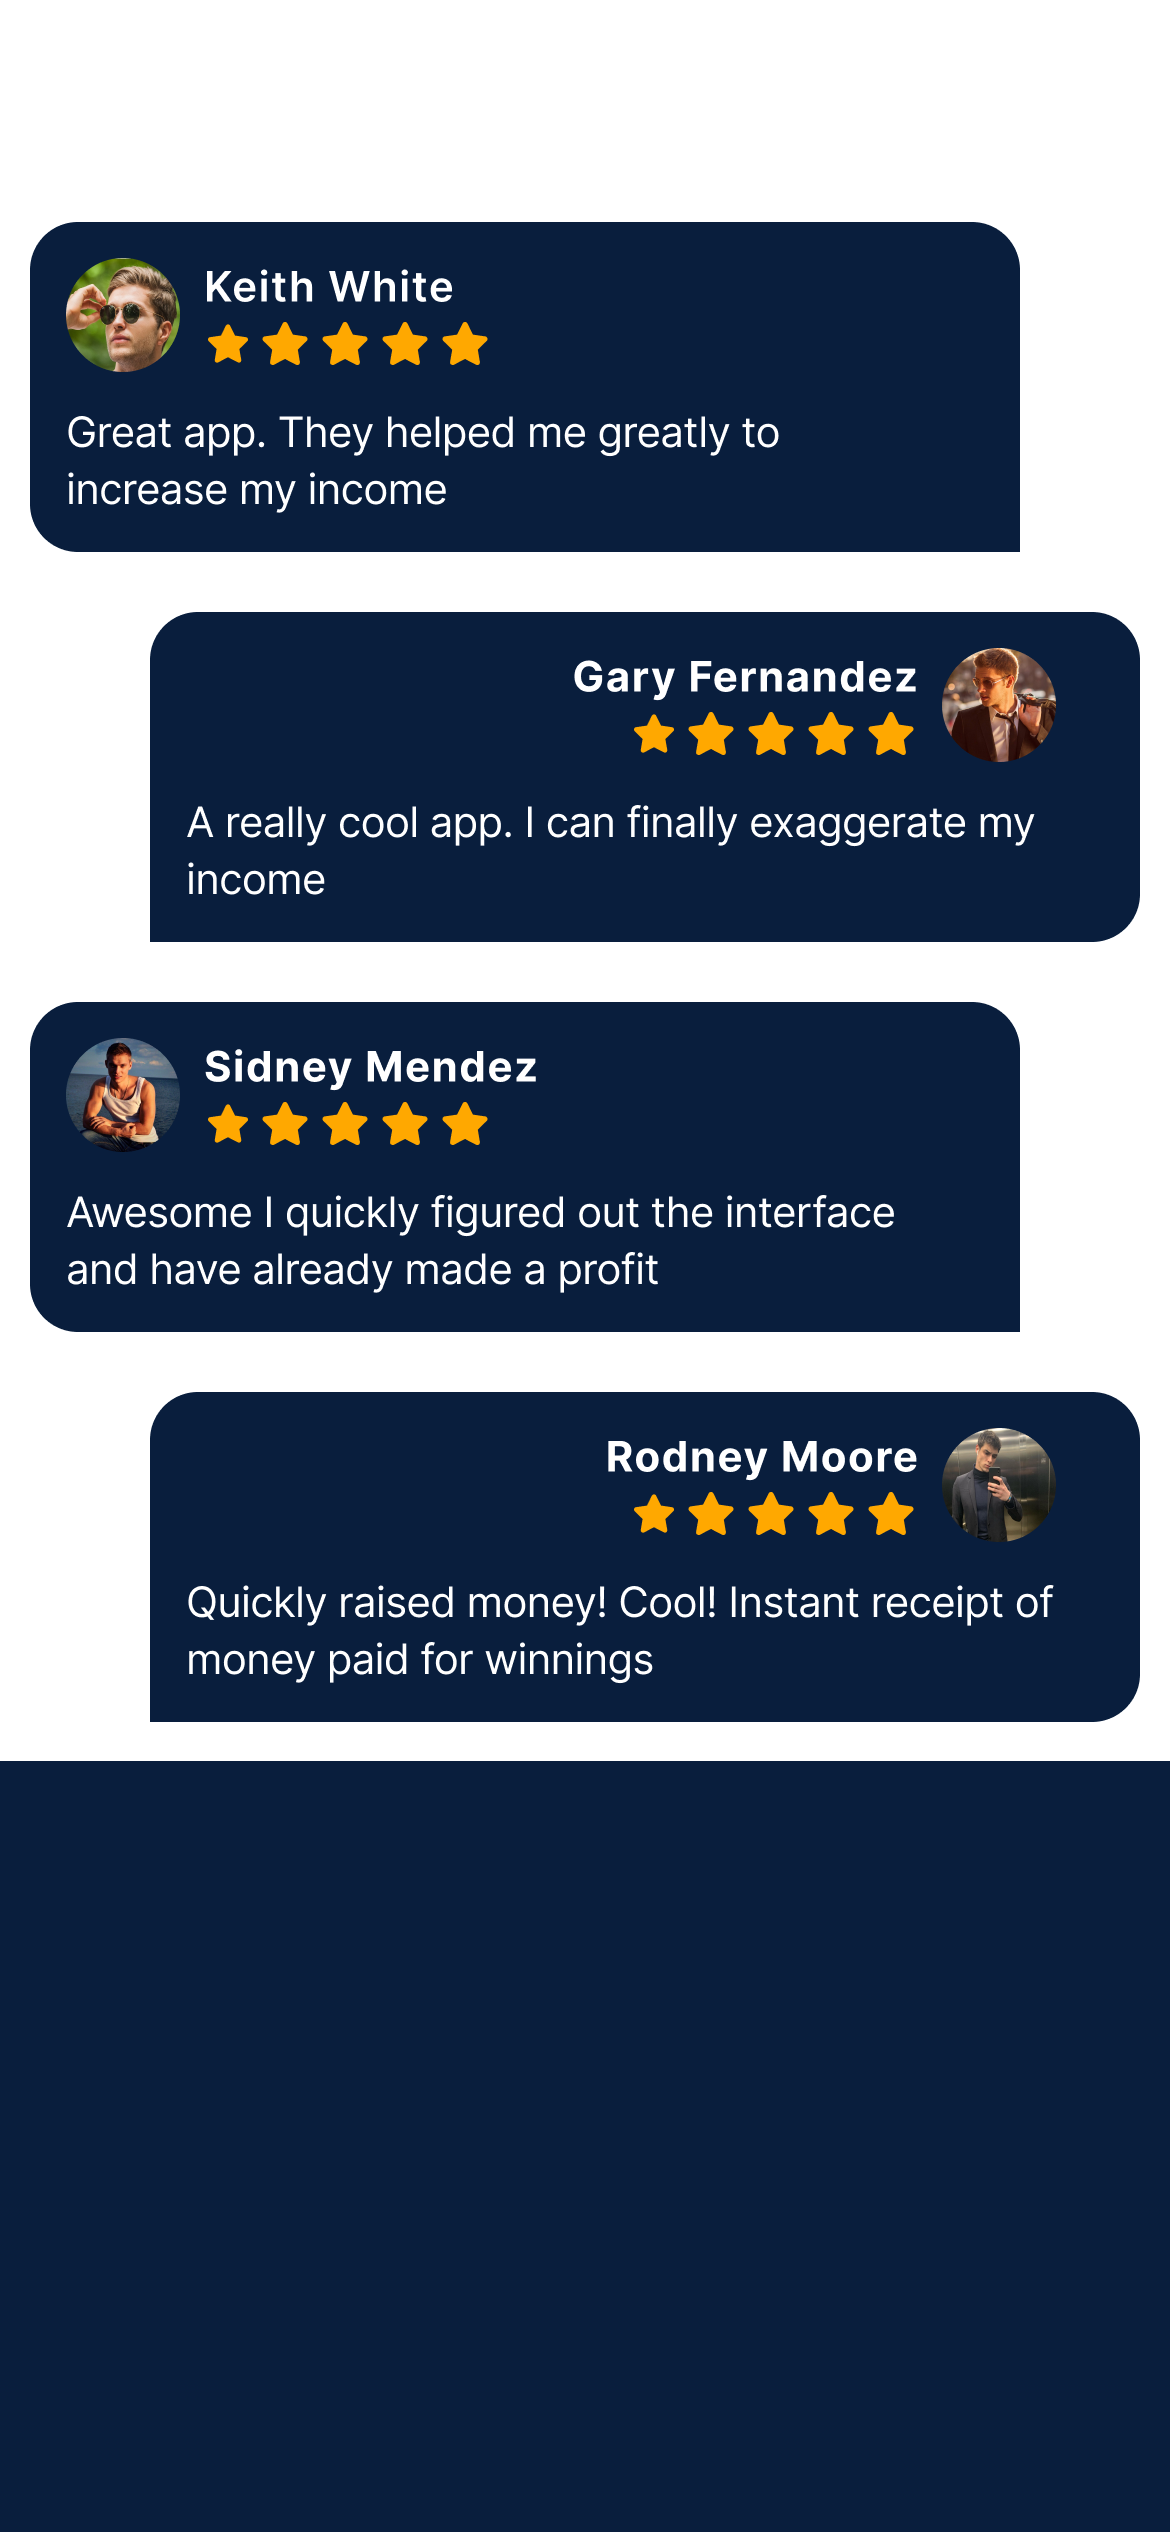 Keith White
Great app. They helped me greatly to
increase my income
Gary Fernandez
A really cool app. I can finally exaggerate my
income
Sidney Mendez
Awesome I quickly figured out the interface
and have already made a profit
Rodney Moore
Quickly raised money! Cool! Instant receipt of
money paid for winnings